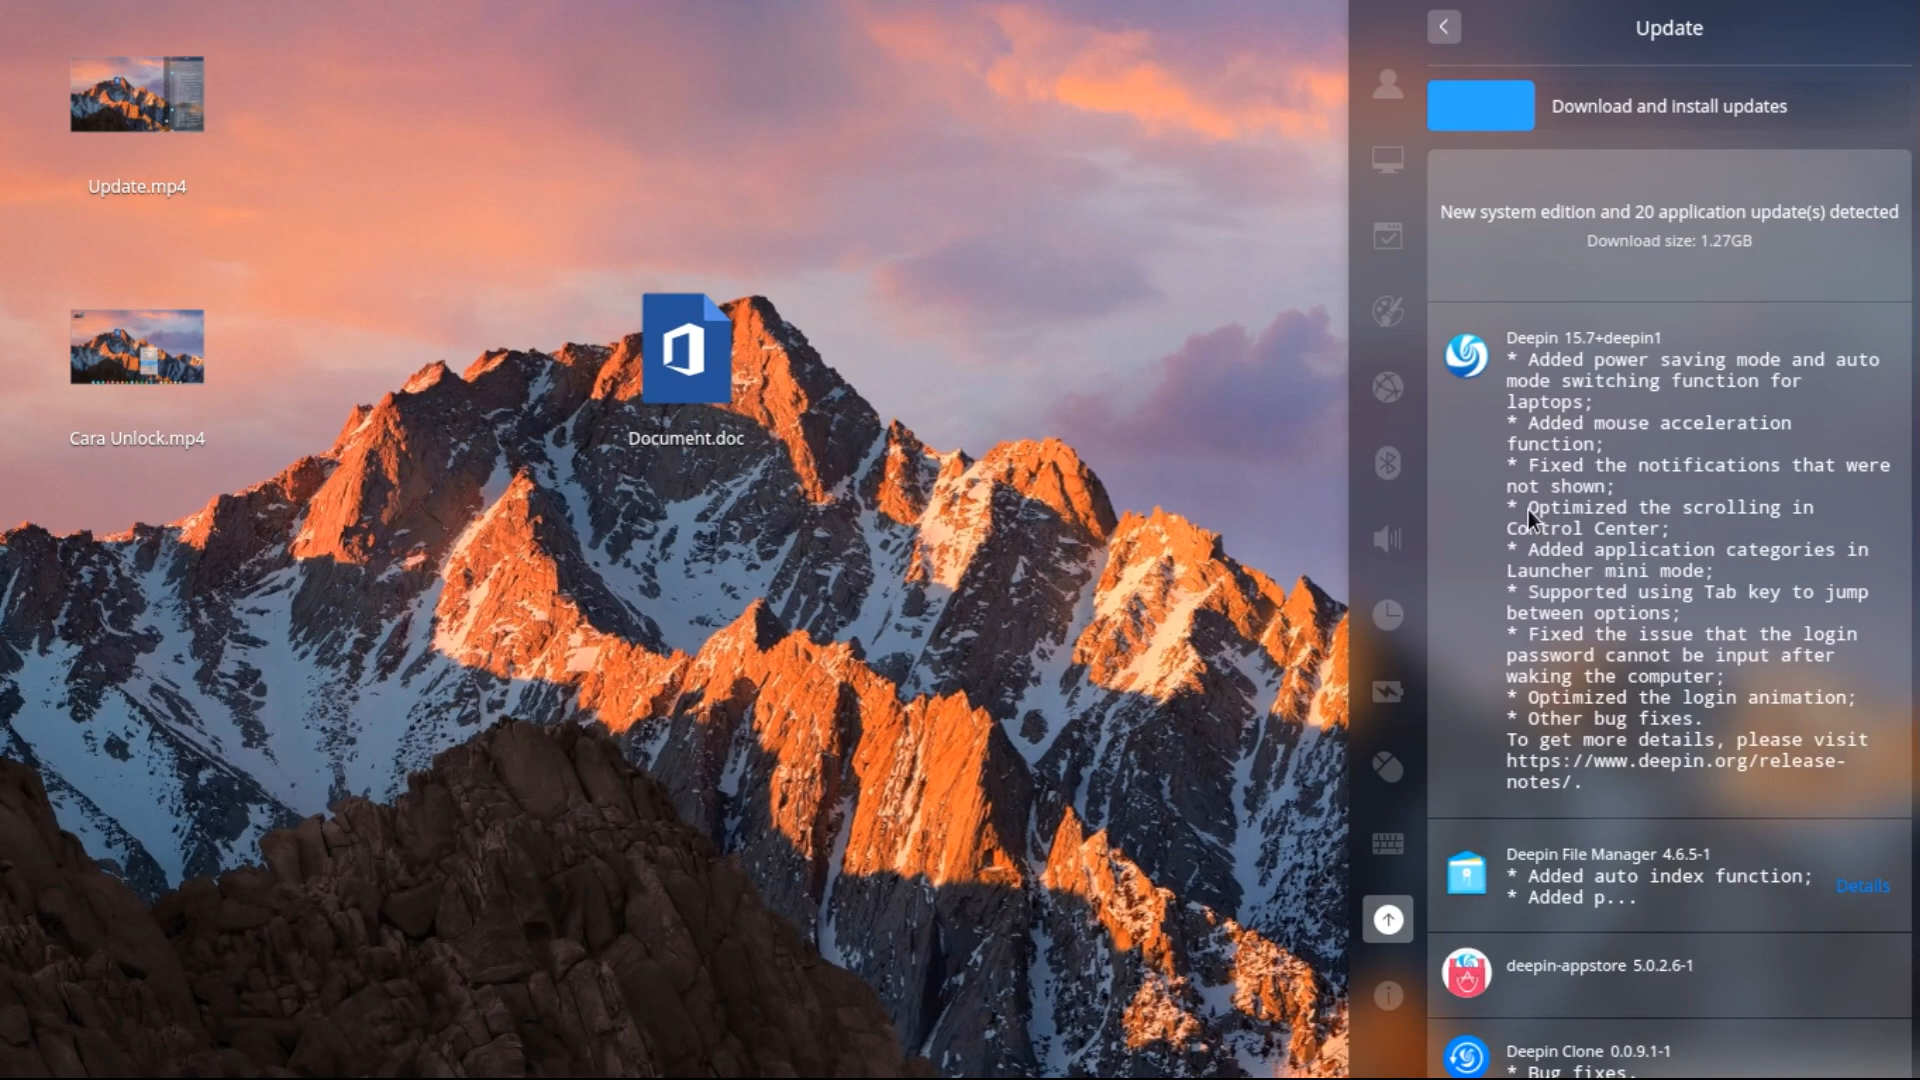 Update.mp4
Cara Unlock.mp4
Document.doc
Update
Download and install updates
New system edition and 20 application update(s) detected
Download size: 1.27GB
Deepin 15.7+deepin1
* Added power saving mode and auto
mode switching function for
laptops;
* Added mouse acceleration
function;
* Fixed the notifications that were
not shown;
* Optimized the scrolling in
Control Center;
* Added application categories in
Launcher mini mode;
* Supported using Tab key to jump
between options;
* Fixed the issue that the login
password cannot be input after
waking the computer;
* Optimized the login animation;
* Other bug fixes.
To get more details, please visit
https://www.deepin.org/release-
notes/.
Deepin File Manager 4.6.5-1
* Added auto index function;
* Added p...
Details
deepin-appstore 5.0.2.6-1
Deepin Clone 0.0.9.1-1
* Bug fixes.